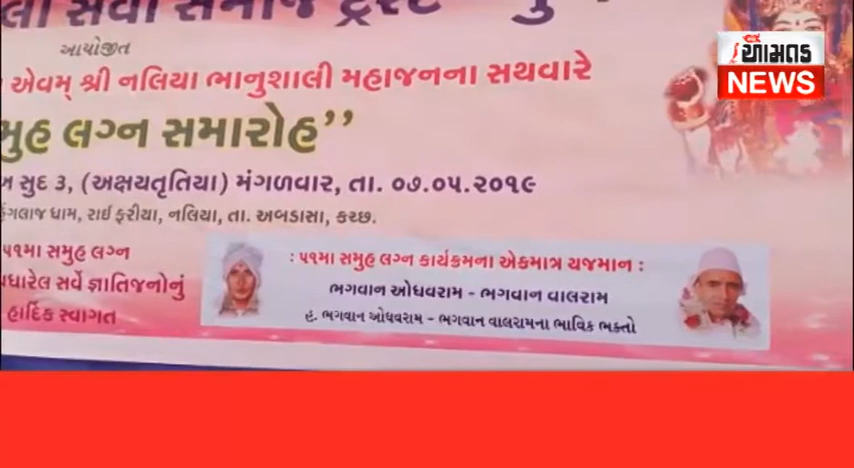 સેવા સમાજ ટ્રસ્ટ
આયોજીત
એવમ્ શ્રી નલિયા ભાનુશાલી મહાજનના સથવારે
લગ્ન સમારોહ”
સુદ ૩, (અક્ષયતૃતિયા) મંગળવાર, તા. ૦૭.૦૫.૨૦૧૯
ધામ, રાઈ ફરીયા, નલિયા, તા. અબડાસા, કચ્છ.
૫૧મા સમુહ લગ્ન
સર્વે જ્ઞાતિજનોનું
હાર્દિક સ્વાગત
: ૫૧મા સમુહ લગ્ન કાર્યક્રમના એકમાત્ર યજમાન :
ભગવાન ઓધવરામ - ભગવાન વાલરામ
હ. ભગવાન ઓધવરામ - ભગવાન વાલરામના ભાવિક ભક્તો
NEWS